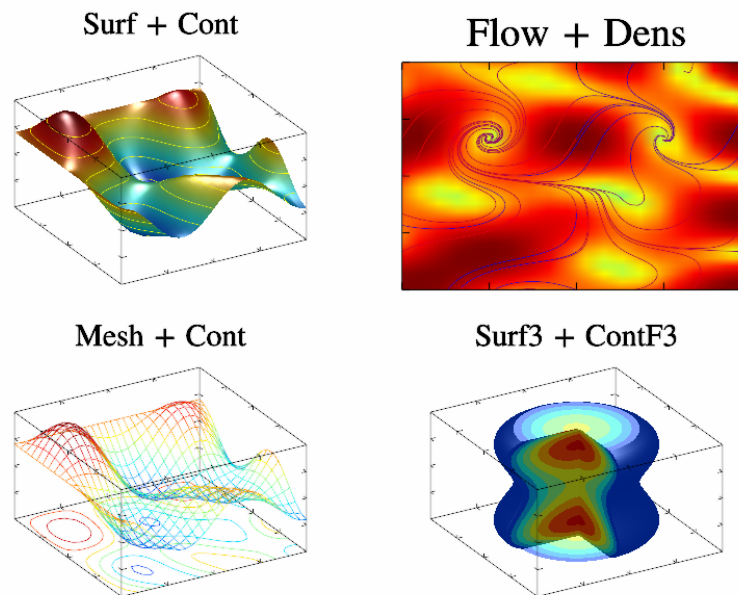 Surf + Cont
Flow + Dens
Mesh + Cont
Surf3 + ContF3